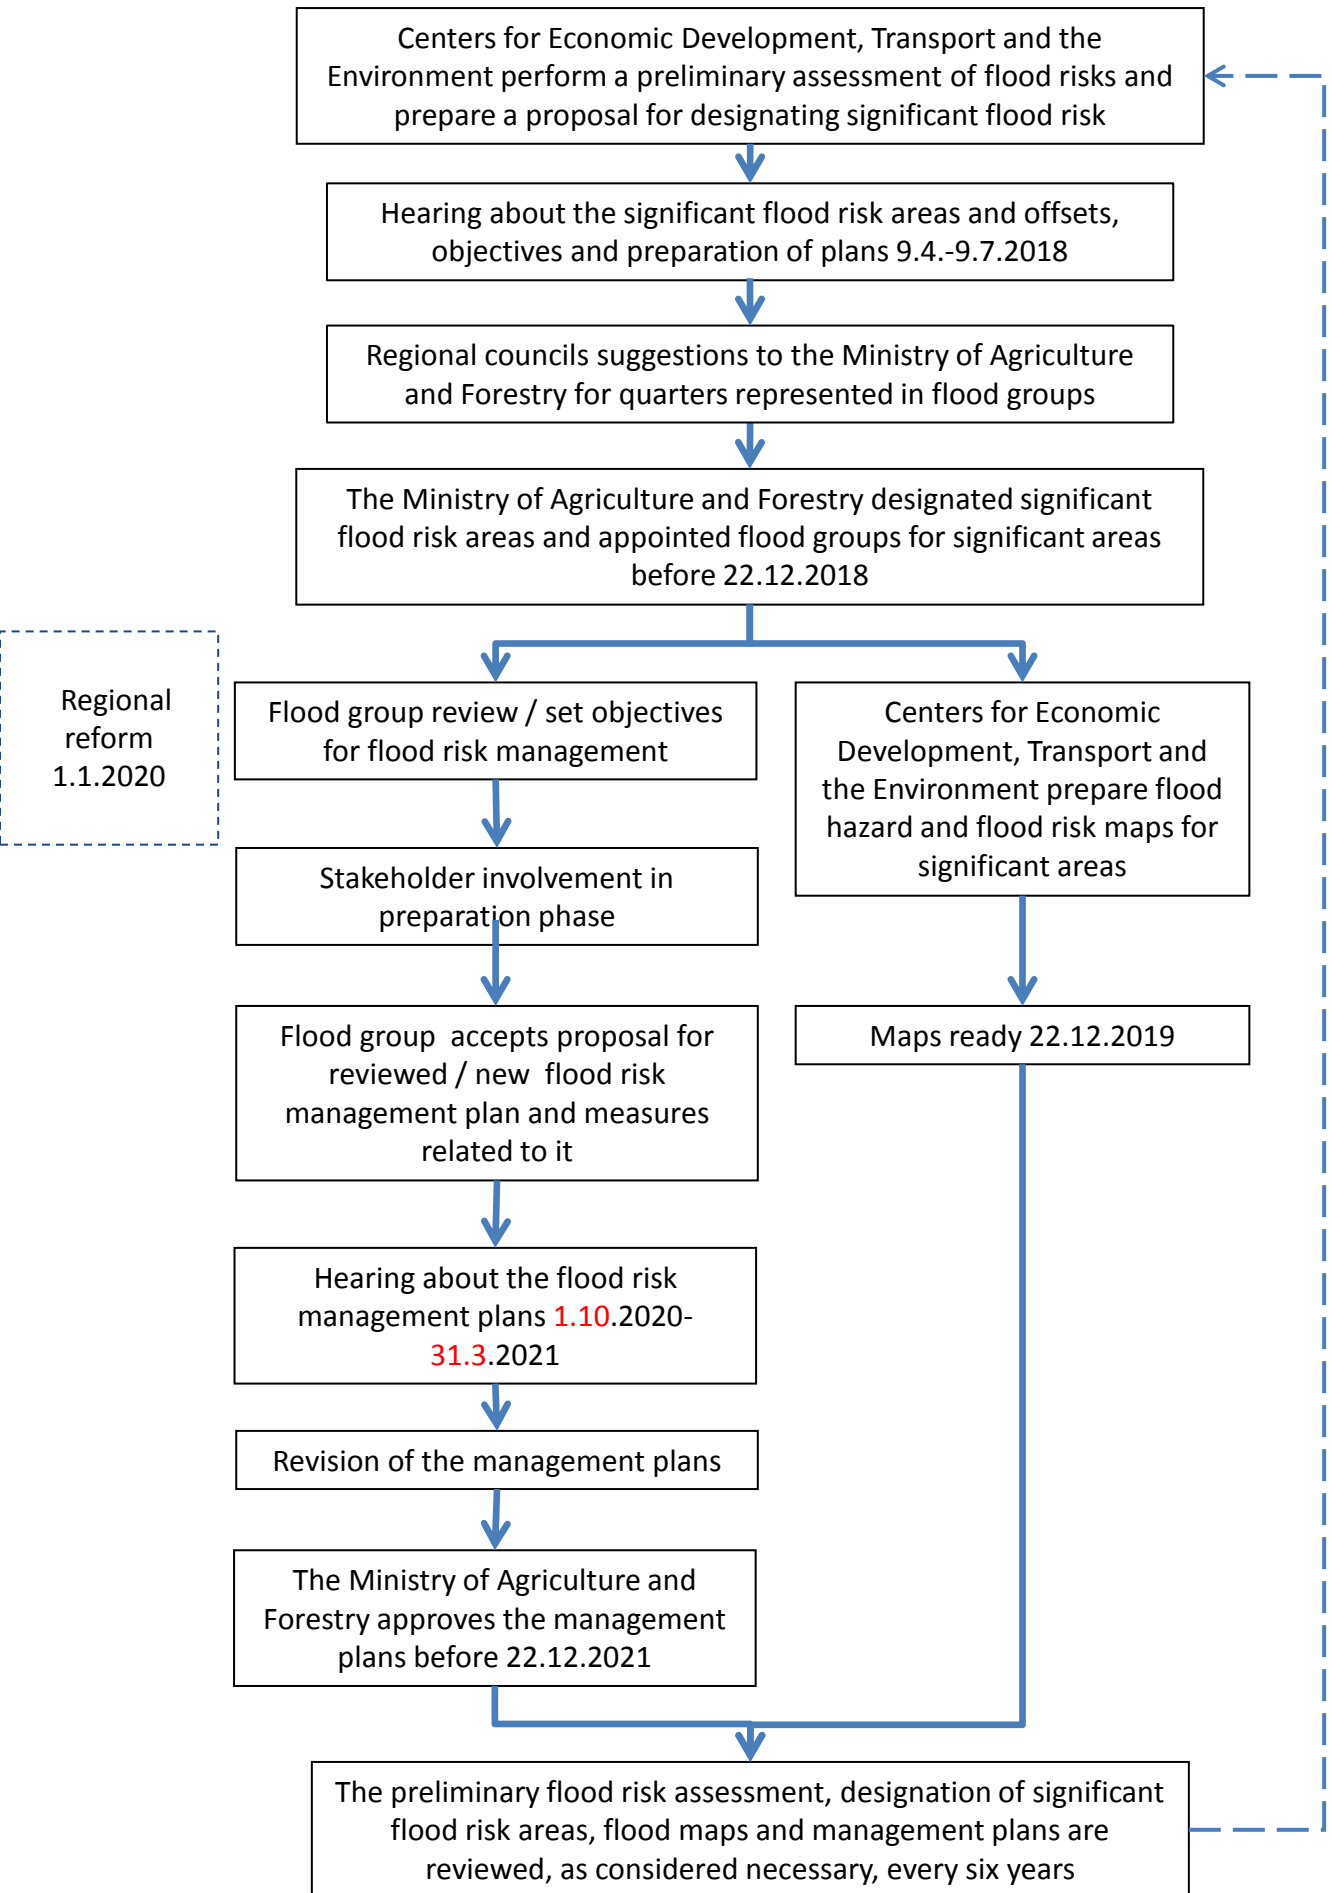 Centers for Economic Development, Transport and the
Environment perform a preliminary assessment of flood risks and
prepare a proposal for designating significant flood risk
Hearing about the significant flood risk areas and offsets,
objectives and preparation of plans 9.4.-9.7.2018
Regional councils suggestions to the Ministry of Agriculture
and Forestry for quarters represented in flood groups
The Ministry of Agriculture and Forestry designated significant
flood risk areas and appointed flood groups for significant areas
before 22.12.2018
Regional
reform
1.1.2020
Flood group review / set objectives
for flood risk management
Stakeholder involvement in
preparation phase
Flood group  accepts proposal for
reviewed / new  flood risk
management plan and measures
related to it
Hearing about the flood risk
management plans 1.10.2020-
31.3.2021
Revision of the management plans
The Ministry of Agriculture and
Forestry approves the management
plans before 22.12.2021
Centers for Economic
Development, Transport and
the Environment prepare flood
hazard and flood risk maps for
significant areas
Maps ready 22.12.2019
The preliminary flood risk assessment, designation of significant
flood risk areas, flood maps and management plans are
reviewed, as considered necessary, every six years